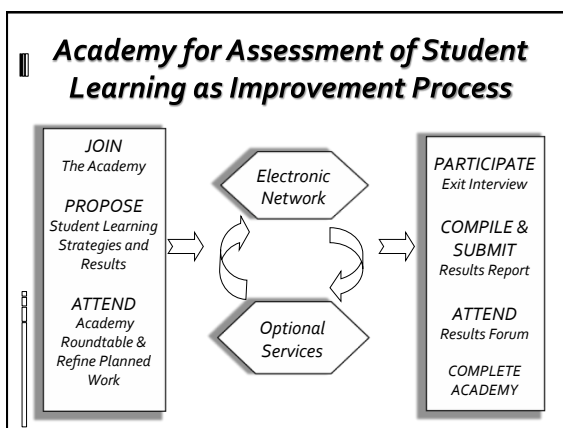 Academy for Assessment of Student
Learning as Improvement Process
JOIN
The Academy
PROPOSE
Student Learning
Strategies and
Results
ATTEND
Academy
Roundtable &
Refine Planned
Work
Electronic
Network
Optional
Services
PARTICIPATE
Exit Interview
COMPILE &
SUBMIT
Results Report
ATTEND
Results Forum
COMPLETE
ACADEMY